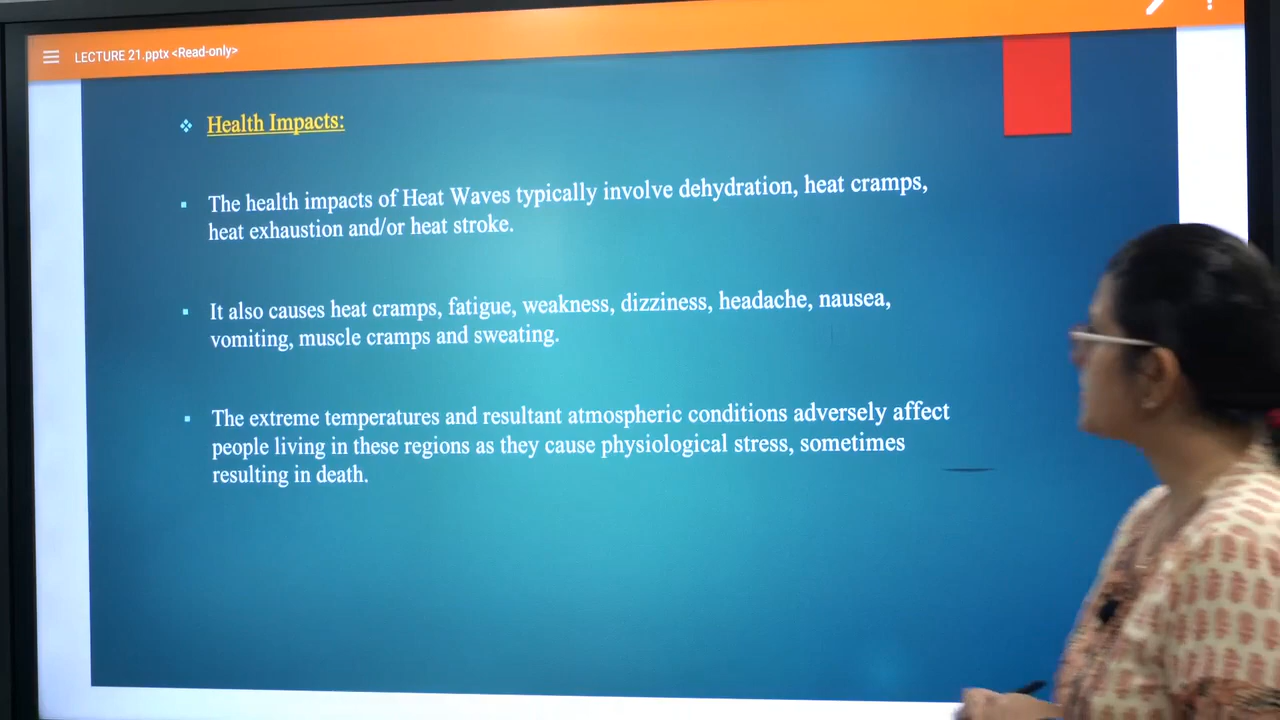 LECTURE 21.pptx <Read-only>
Health Impacts:
The health impacts of Heat Waves typically involve dehydration, heat cramps,
heat exhaustion and/or heat stroke.
It also causes heat cramps, fatigue, weakness, dizziness, headache, nausea,
vomiting, muscle cramps and sweating.
The extreme temperatures and resultant atmospheric conditions adversely affect
people living in these regions as they cause physiological stress, sometimes
resulting in death.